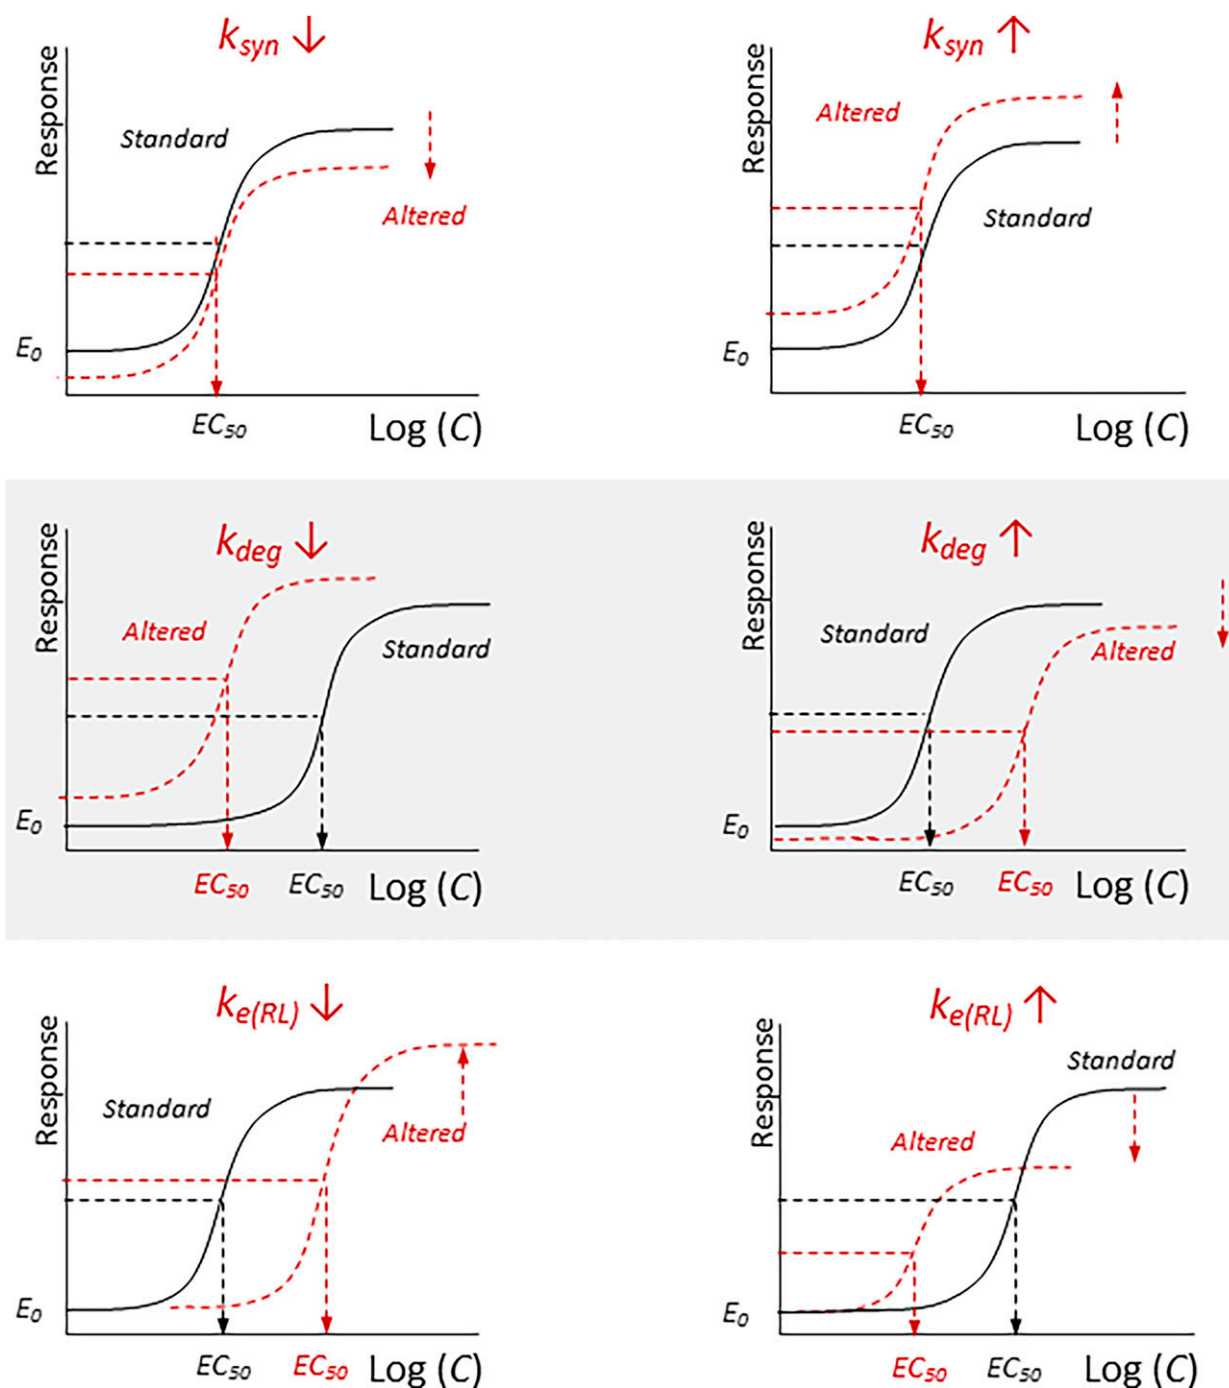 k_syn ↓
Response
Standard
Altered
E₀
EC₅₀
Log (C)
k_syn ↑
Response
Altered
Standard
E₀
EC₅₀
Log (C)
k_deg ↓
Response
Altered
Standard
E₀
EC₅₀
EC₅₀
Log (C)
k_deg ↑
Response
Standard
Altered
E₀
EC₅₀
EC₅₀
Log (C)
k_e(RL) ↓
Response
Standard
Altered
E₀
EC₅₀
EC₅₀
Log (C)
k_e(RL) ↑
Response
Standard
Altered
E₀
EC₅₀
EC₅₀
Log (C)